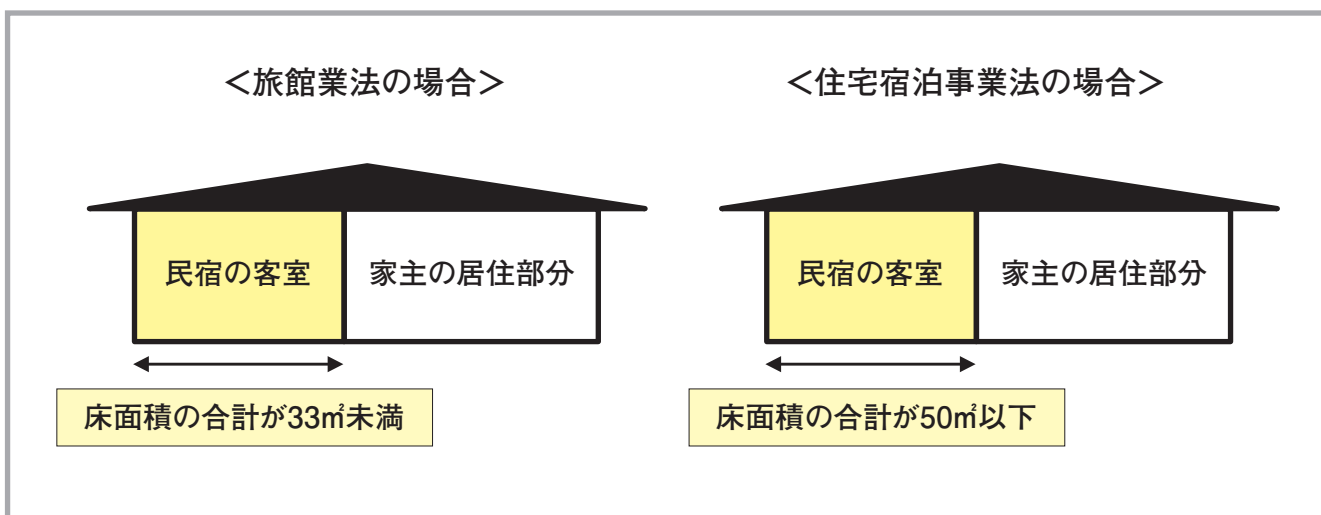 ＜旅館業法の場合＞
民宿の客室
家主の居住部分
床面積の合計が33㎡未満
＜住宅宿泊事業法の場合＞
民宿の客室
家主の居住部分
床面積の合計が50㎡以下